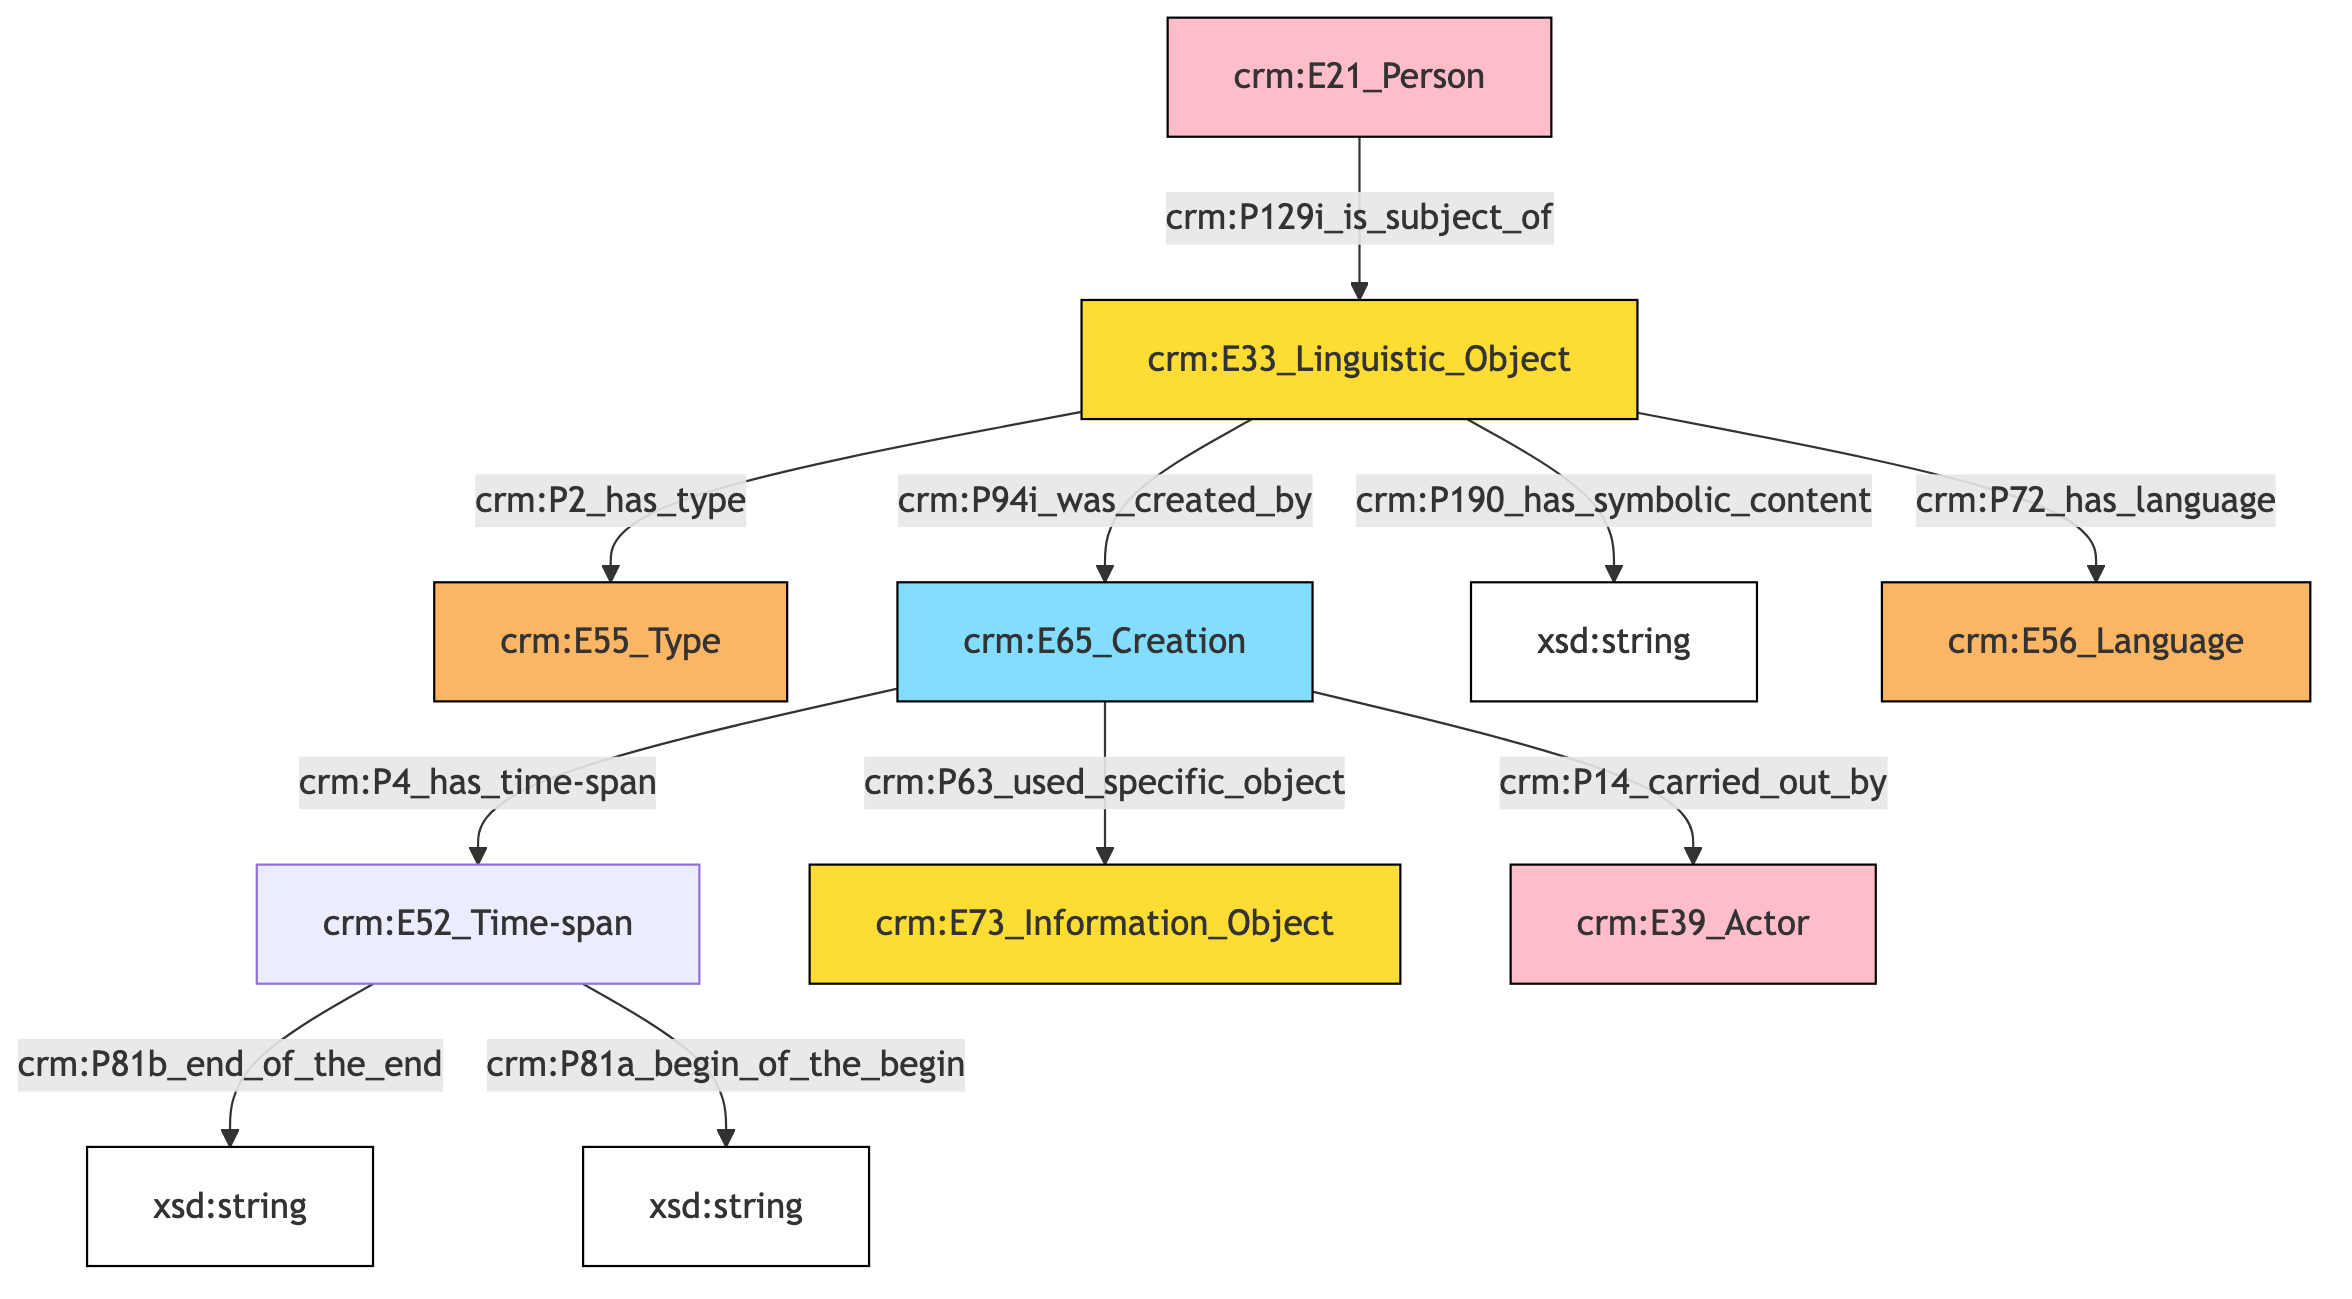 crm:E21_Person
crm:P129i_is_subject_of
crm:E33_Linguistic_Object
crm:P2_has_type
crm:P94i_was_created_by
crm:P190_has_symbolic_content
crm:P72_has_language
crm:E55_Type
crm:E65_Creation
xsd:string
crm:E56_Language
crm:P4_has_time-span
crm:P63_used_specific_object
crm:P14_carried_out_by
crm:E52_Time-span
crm:E73_Information_Object
crm:E39_Actor
crm:P81b_end_of_the_end
crm:P81a_begin_of_the_begin
xsd:string
xsd:string